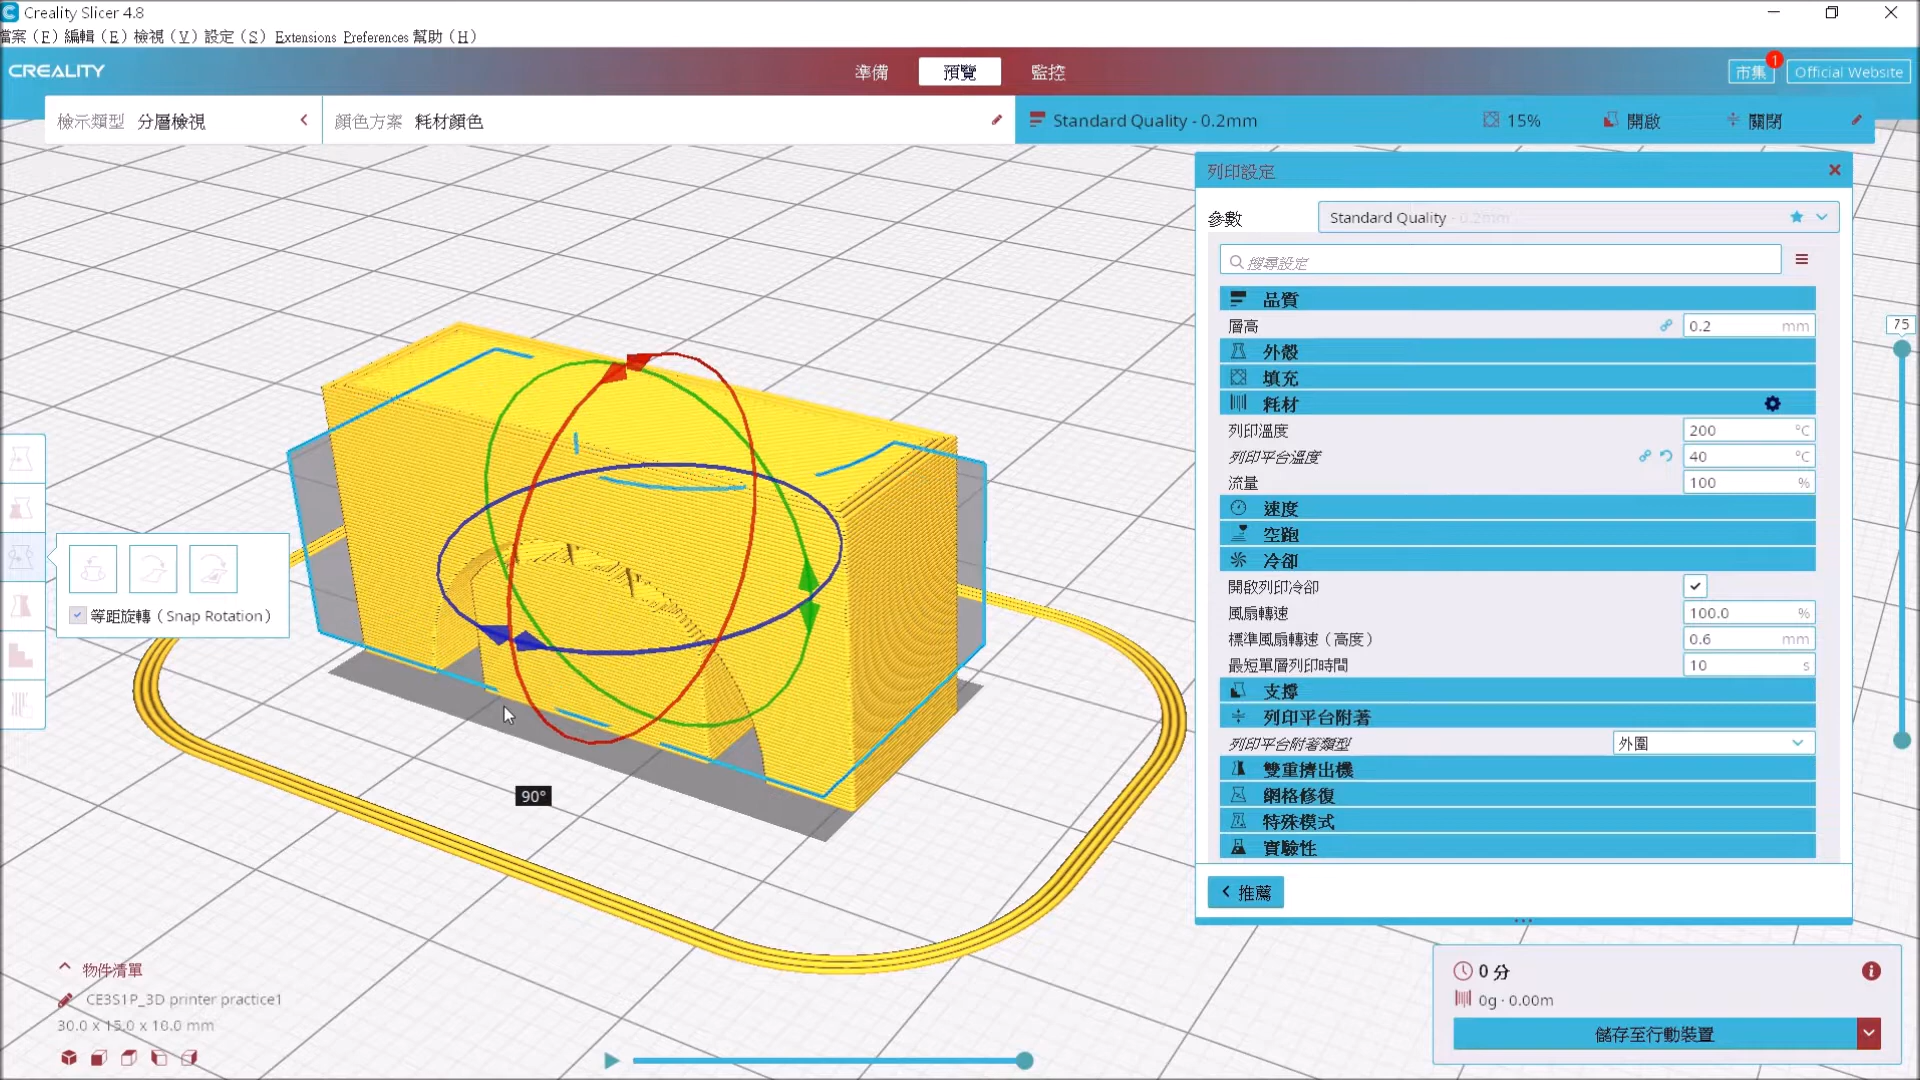 Creality Slicer 4.8
檔案 ( F ) 編輯 ( E ) 檢視 ( V ) 設定 ( S ) Extensions Preferences 幫助 ( H )
CREALITY
準備 預覽 監控
市集 1 Official Website
檢示類型 分層檢視
顏色方案 耗材顏色
Standard Quality - 0.2mm 15% 開啟 關閉
列印設定
參數 Standard Quality - 0.2mm
搜尋設定
品質
層高 0.2 mm
75
外殼
填充
耗材
列印溫度 200 °C
列印平台溫度 40 °C
流量 100 %
速度
空跑
冷卻
開啟列印冷卻
風扇轉速 100.0 %
標準風扇轉速（高度） 0.6 mm
最短單層列印時間 10 s
支撐
列印平台附著
列印平台附著類型 外圍
雙重擠出機
網格修復
特殊模式
實驗性
推薦
等距旋轉（Snap Rotation）
90°
物件清單
CE3S1P_3D printer practice1
30.0 x 15.0 x 16.0 mm
0 分
0g · 0.00m
儲存至行動裝置